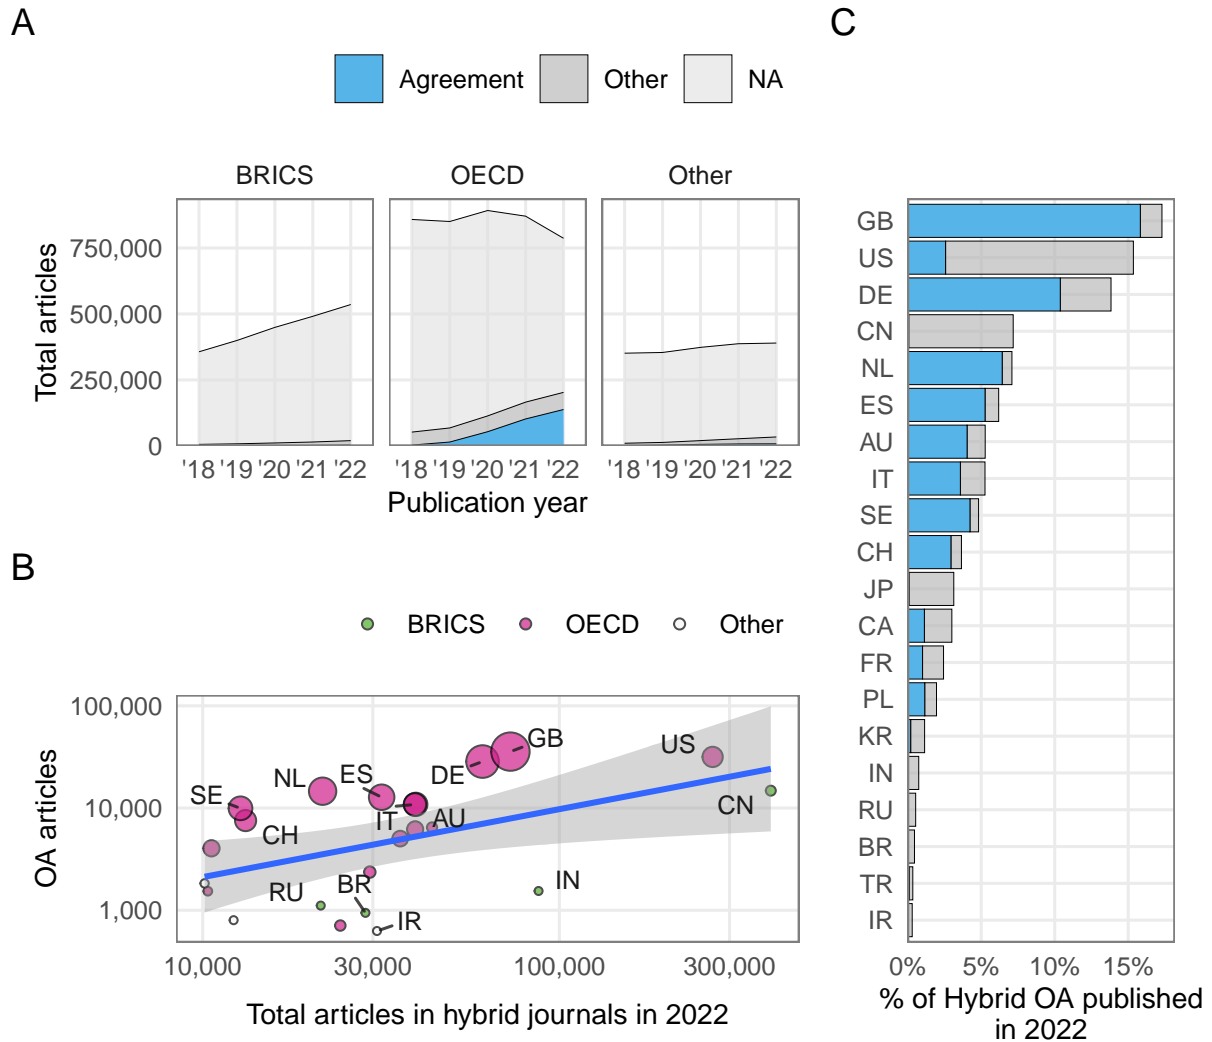 A
Agreement Other NA
BRICS OECD Other
Total articles
750,000
500,000
250,000
0
'18 '19 '20 '21 '22 '18 '19 '20 '21 '22 '18 '19 '20 '21 '22
Publication year
B
BRICS OECD Other
OA articles
100,000
10,000
1,000
GB
US
DE
ES
NL
SE
CN
IT
AU
CH
IN
BR
RU
IR
10,000 30,000 100,000 300,000
Total articles in hybrid journals in 2022
C
GB
US
DE
CN
NL
ES
AU
IT
SE
CH
JP
CA
FR
PL
KR
IN
RU
BR
TR
IR
0% 5% 10% 15%
% of Hybrid OA published
in 2022